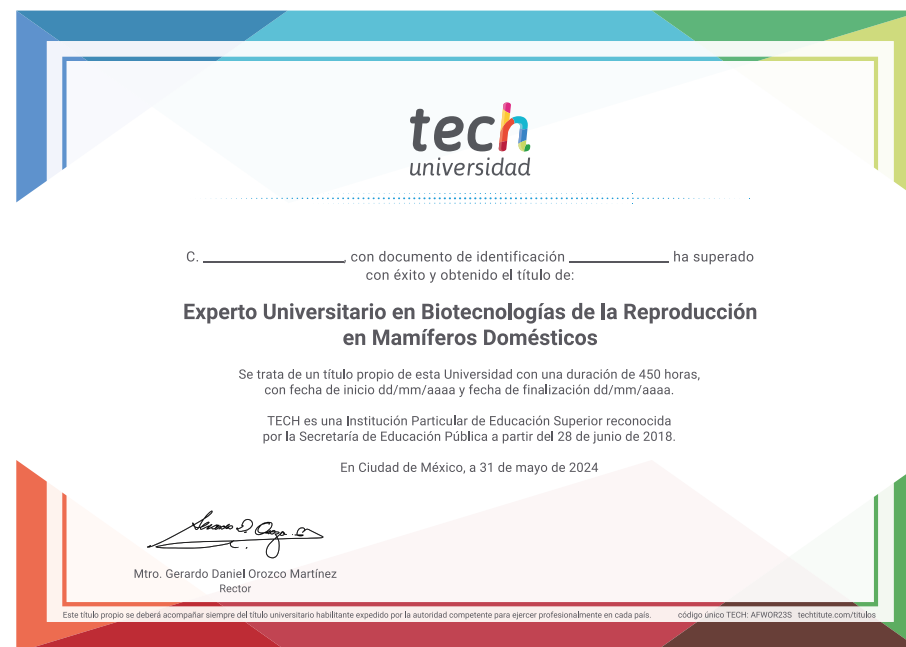 tech
universidad
C. ____________, con documento de identificación ____________ ha superado
con éxito y obtenido el título de:
Experto Universitario en Biotecnologías de la Reproducción
en Mamíferos Domésticos
Se trata de un título propio de esta Universidad con una duración de 450 horas,
con fecha de inicio dd/mm/aaaa y fecha de finalización dd/mm/aaaa.
TECH es una Institución Particular de Educación Superior reconocida
por la Secretaría de Educación Pública a partir del 28 de junio de 2018.
En Ciudad de México, a 31 de mayo de 2024
Mtro. Gerardo Daniel Orozco Martínez
Rector
Este título propio se deberá acompañar siempre del título universitario habilitante expedido por la autoridad competente para ejercer profesionalmente en cada país. código único TECH: AFWOR23S techtitute.com/titulos